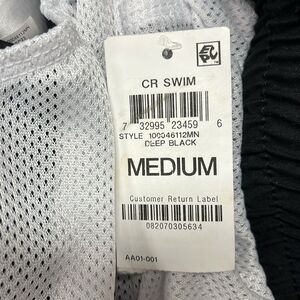 CR SWIM
7 32995 23459 6
STYLE 100046112MN
DEEP BLACK
MEDIUM
Customer Return Label
082070305634
AA01-001